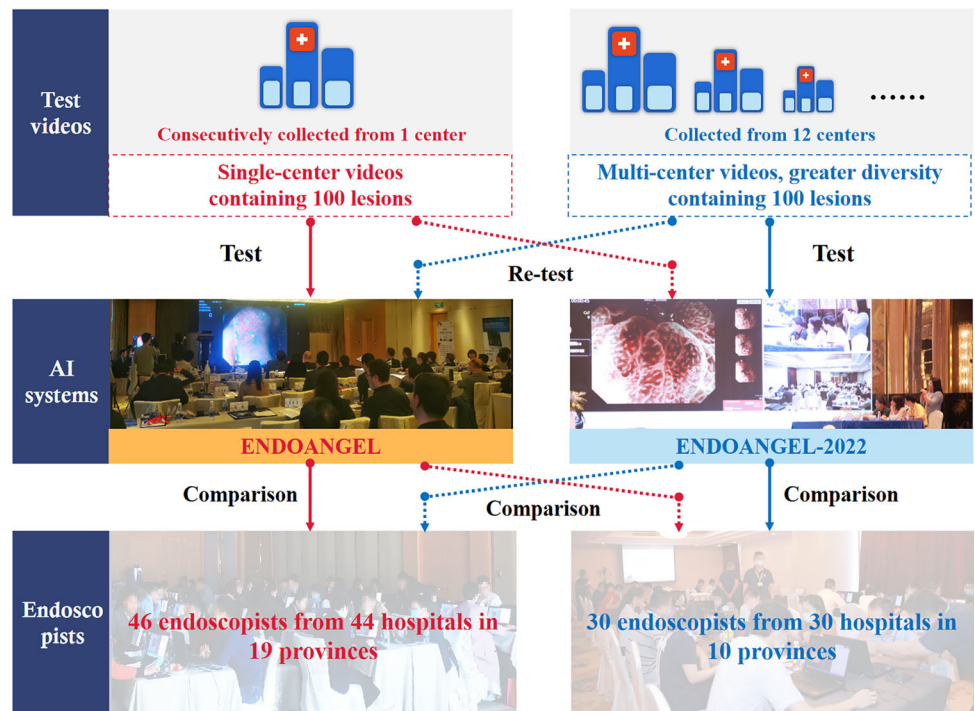 Test
videos
Consecutively collected from 1 center
Single-center videos
containing 100 lesions
Collected from 12 centers
......
Multi-center videos, greater diversity
containing 100 lesions
Test
Re-test
Test
AI
systems
ENDOANGEL
ENDOANGEL-2022
Comparison
Comparison
Comparison
Endosco
pists
46 endoscopists from 44 hospitals in
19 provinces
30 endoscopists from 30 hospitals in
10 provinces